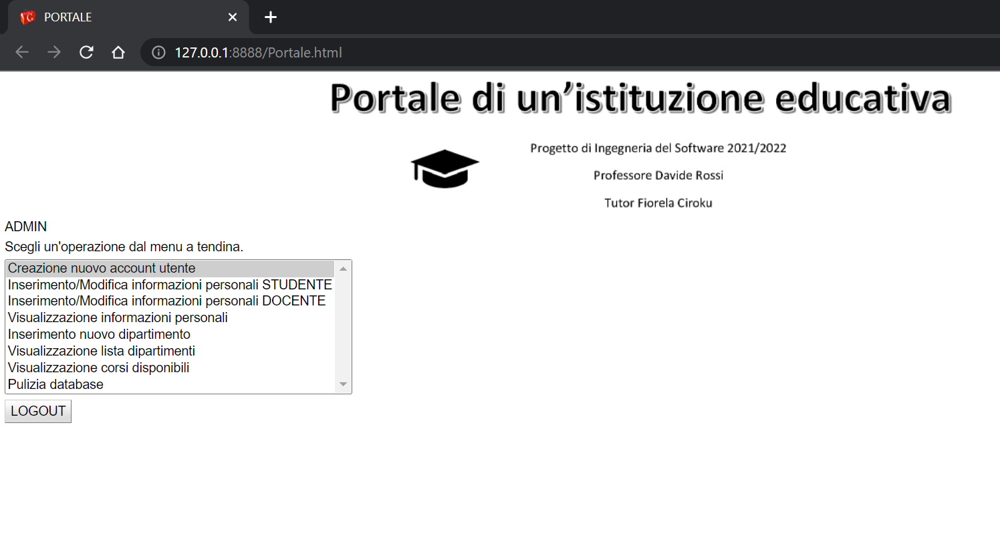 PORTALE
127.0.0.1:8888/Portale.html
Portale di un’istituzione educativa
Progetto di Ingegneria del Software 2021/2022
Professore Davide Rossi
Tutor Fiorela Ciroku
ADMIN
Scegli un'operazione dal menu a tendina.
Creazione nuovo account utente
Inserimento/Modifica informazioni personali STUDENTE
Inserimento/Modifica informazioni personali DOCENTE
Visualizzazione informazioni personali
Inserimento nuovo dipartimento
Visualizzazione lista dipartimenti
Visualizzazione corsi disponibili
Pulizia database
LOGOUT